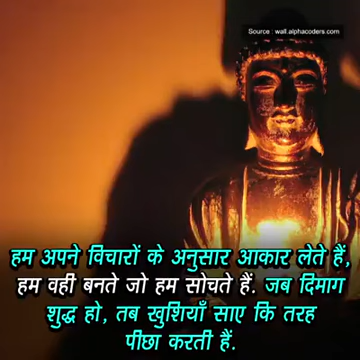 Source : wall.alphacoders.com
हम अपने विचारों के अनुसार आकार लेते हैं,
हम वही बनते जो हम सोचते हैं. जब दिमाग
शुद्ध हो, तब खुशियाँ साए कि तरह
पीछा करती हैं.